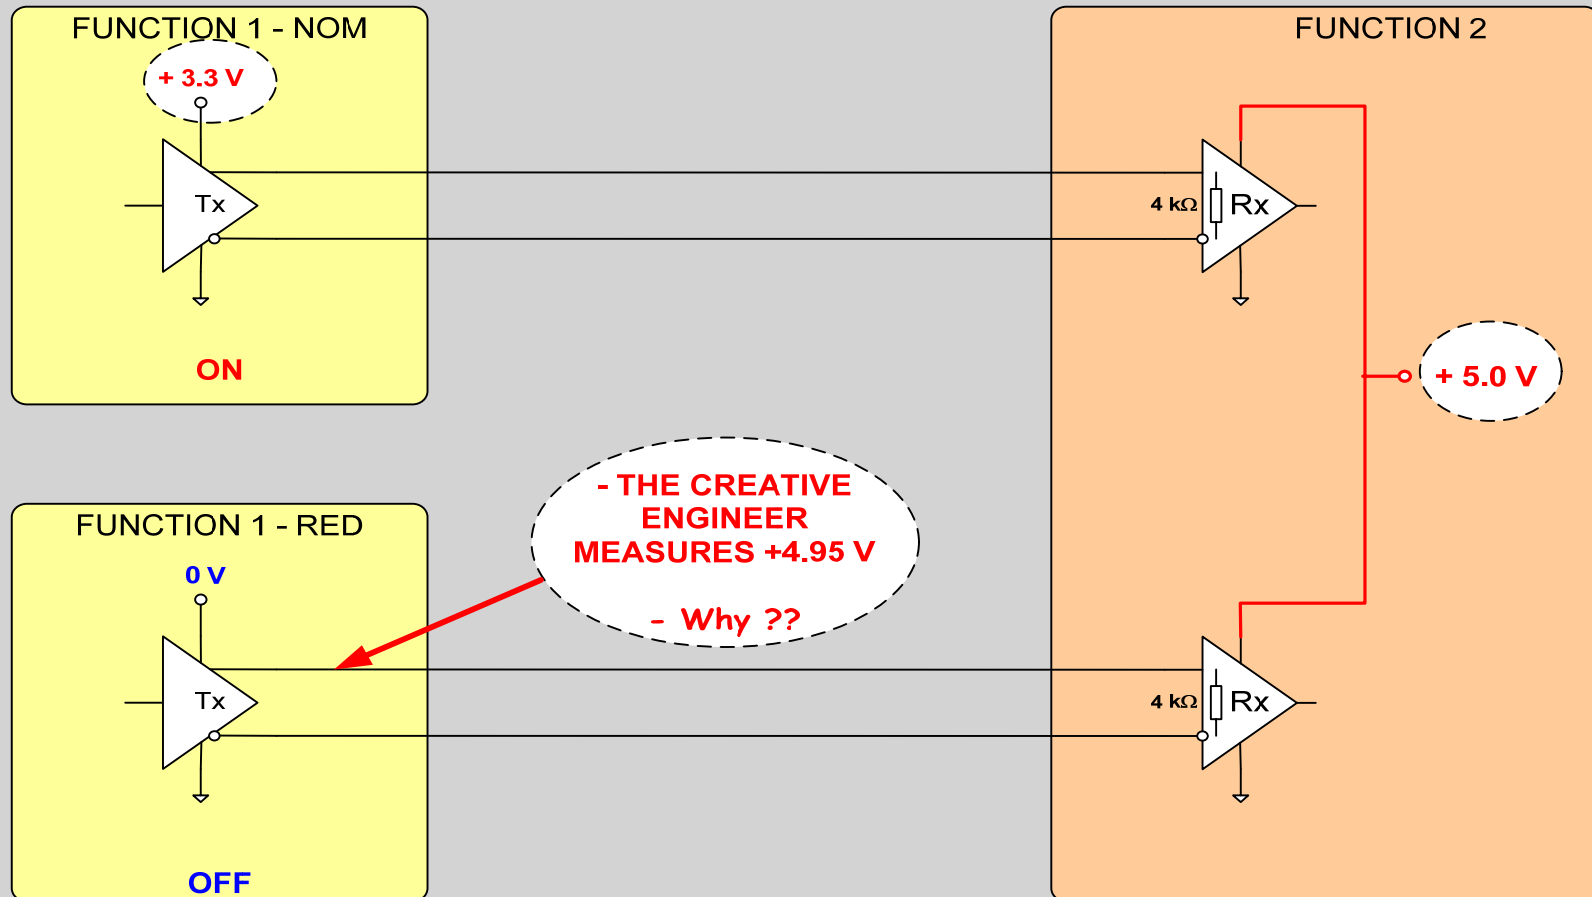 FUNCTION 1 - NOM
+ 3.3 V
Tx
ON
FUNCTION 2
4 kΩ
Rx
+ 5.0 V
- THE CREATIVE
ENGINEER
MEASURES +4.95 V
- Why ??
FUNCTION 1 - RED
0 V
Tx
OFF
4 kΩ
Rx